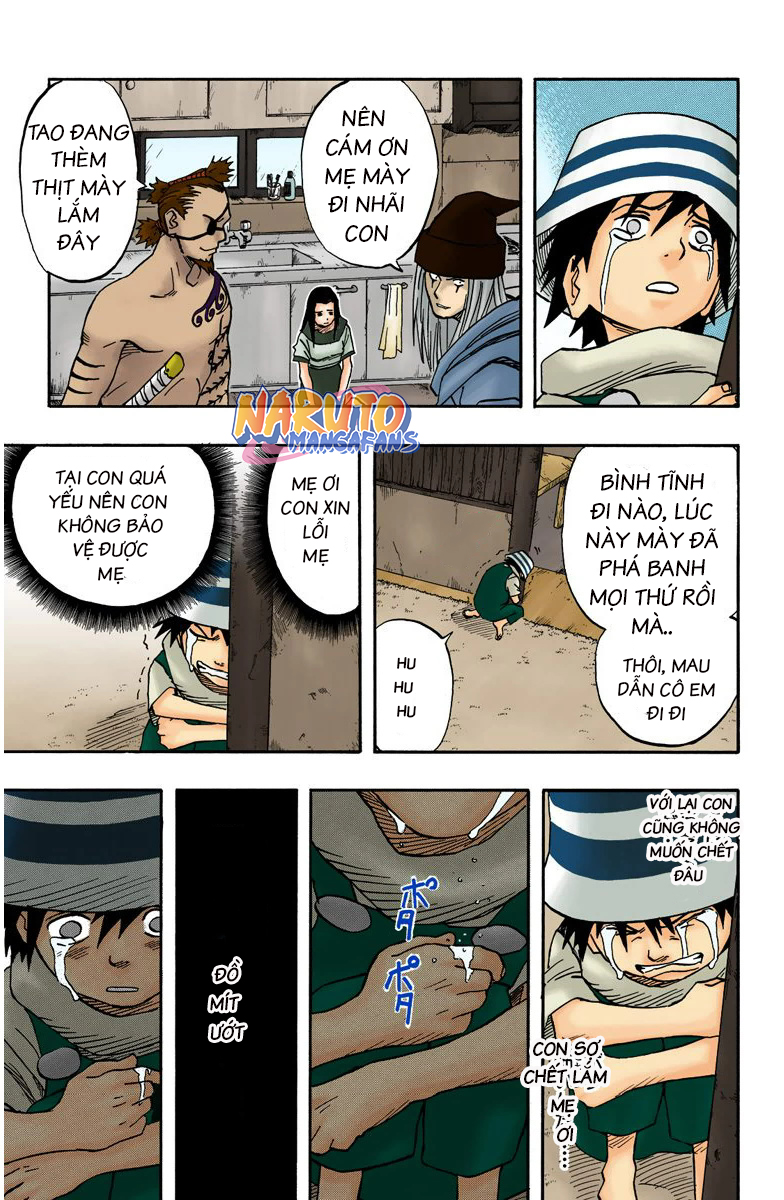 NÊN
CÁM ƠN
MẸ MÀY
ĐI NHÃI
CON
TAO ĐANG
THÈM
THỊT MÀY
LẮM
ĐÂY
NARUTO
MANGAFANS
BÌNH TĨNH
ĐI NÀO, LÚC
NÀY MÀY ĐÃ
PHÁ BANH
MỌI THỨ RỒI
MÀ..
THÔI, MAU
DẪN CÔ EM
ĐI ĐI
HU
HU
HU
MẸ ƠI
CON XIN
LỖI
MẸ
TẠI CON QUÁ
YẾU NÊN CON
KHÔNG BẢO
VỆ ĐƯỢC
MẸ
VỚI LẠI CON
CŨNG KHÔNG
MUỐN CHẾT
ĐÂU
CON SỢ
CHẾT LẮM
MẸ
ƠI
.....
ポタ
ポタ
ĐỒ
MÍT
ƯỚT